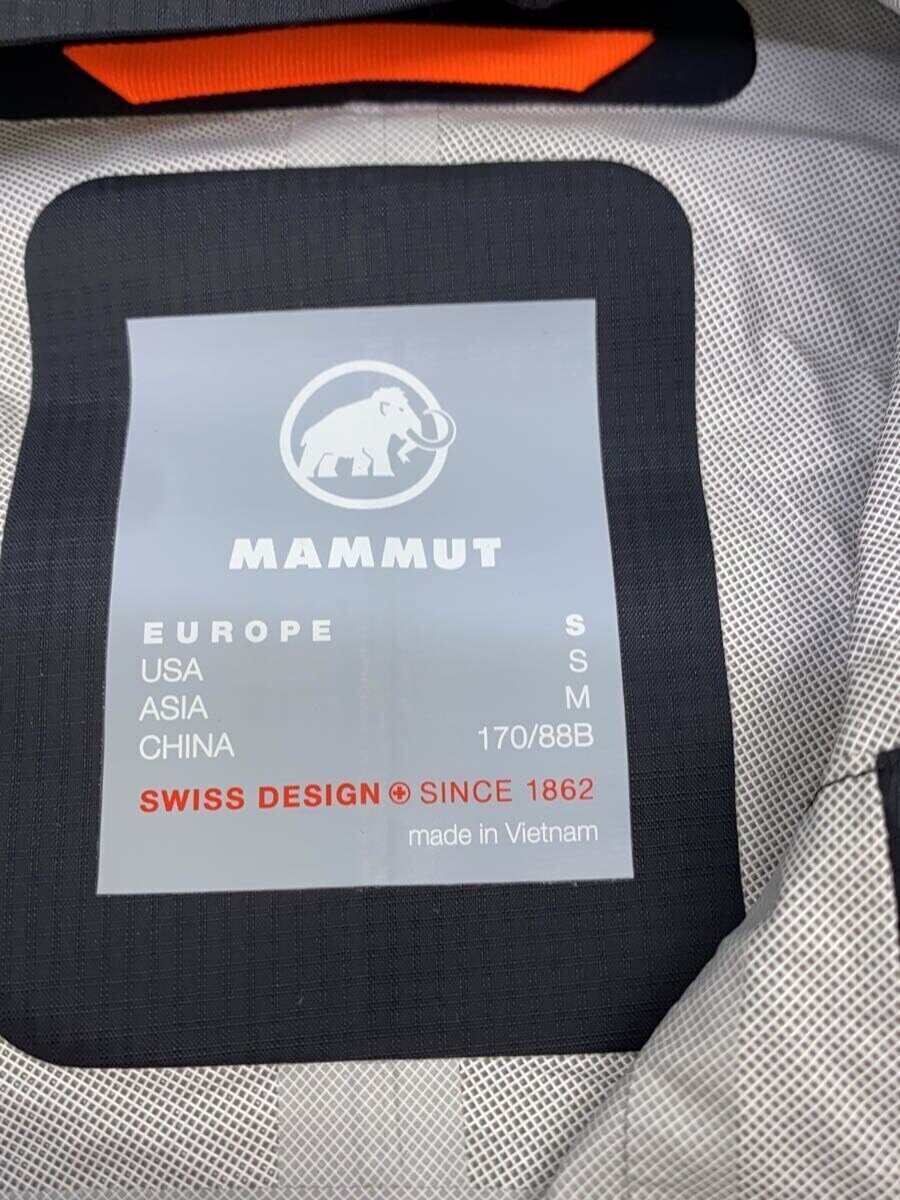 MAMMUT
EUROPE S
USA S
ASIA M
CHINA 170/88B
SWISS DESIGN SINCE 1862
made in Vietnam